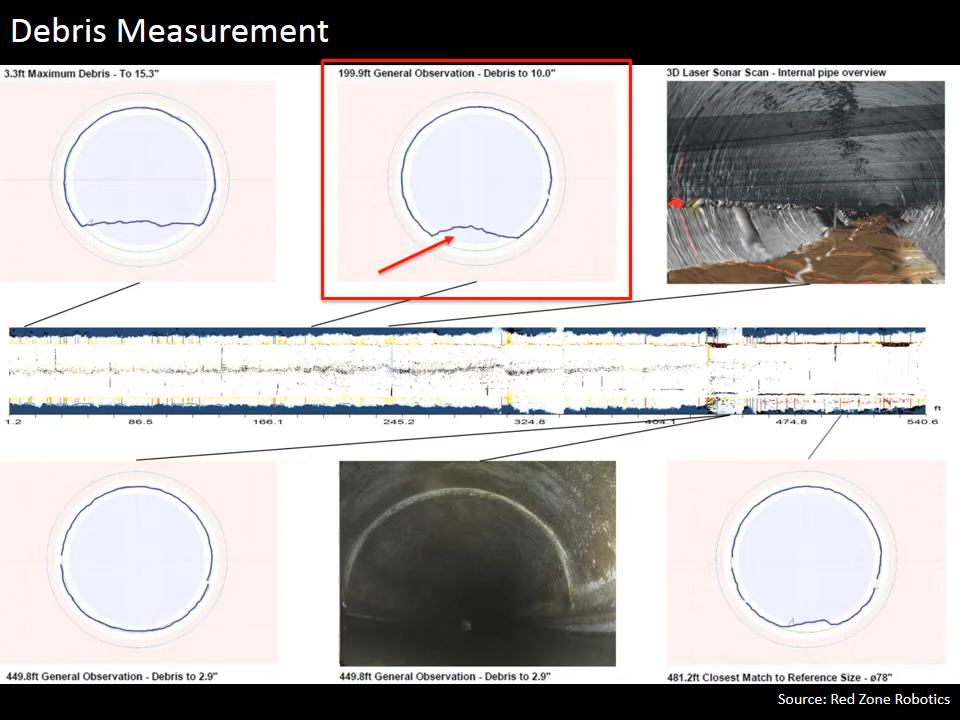 Debris Measurement
3.3ft Maximum Debris - To 15.3"
199.9ft General Observation - Debris to 10.0"
3D Laser Sonar Scan - Internal pipe overview
ft
1.2 86.5 166.1 245.2 324.8 404.1 474.8 540.6
449.8ft General Observation - Debris to 2.9"
449.8ft General Observation - Debris to 2.9"
481.2ft Closest Match to Reference Size - ø78"
Source: Red Zone Robotics